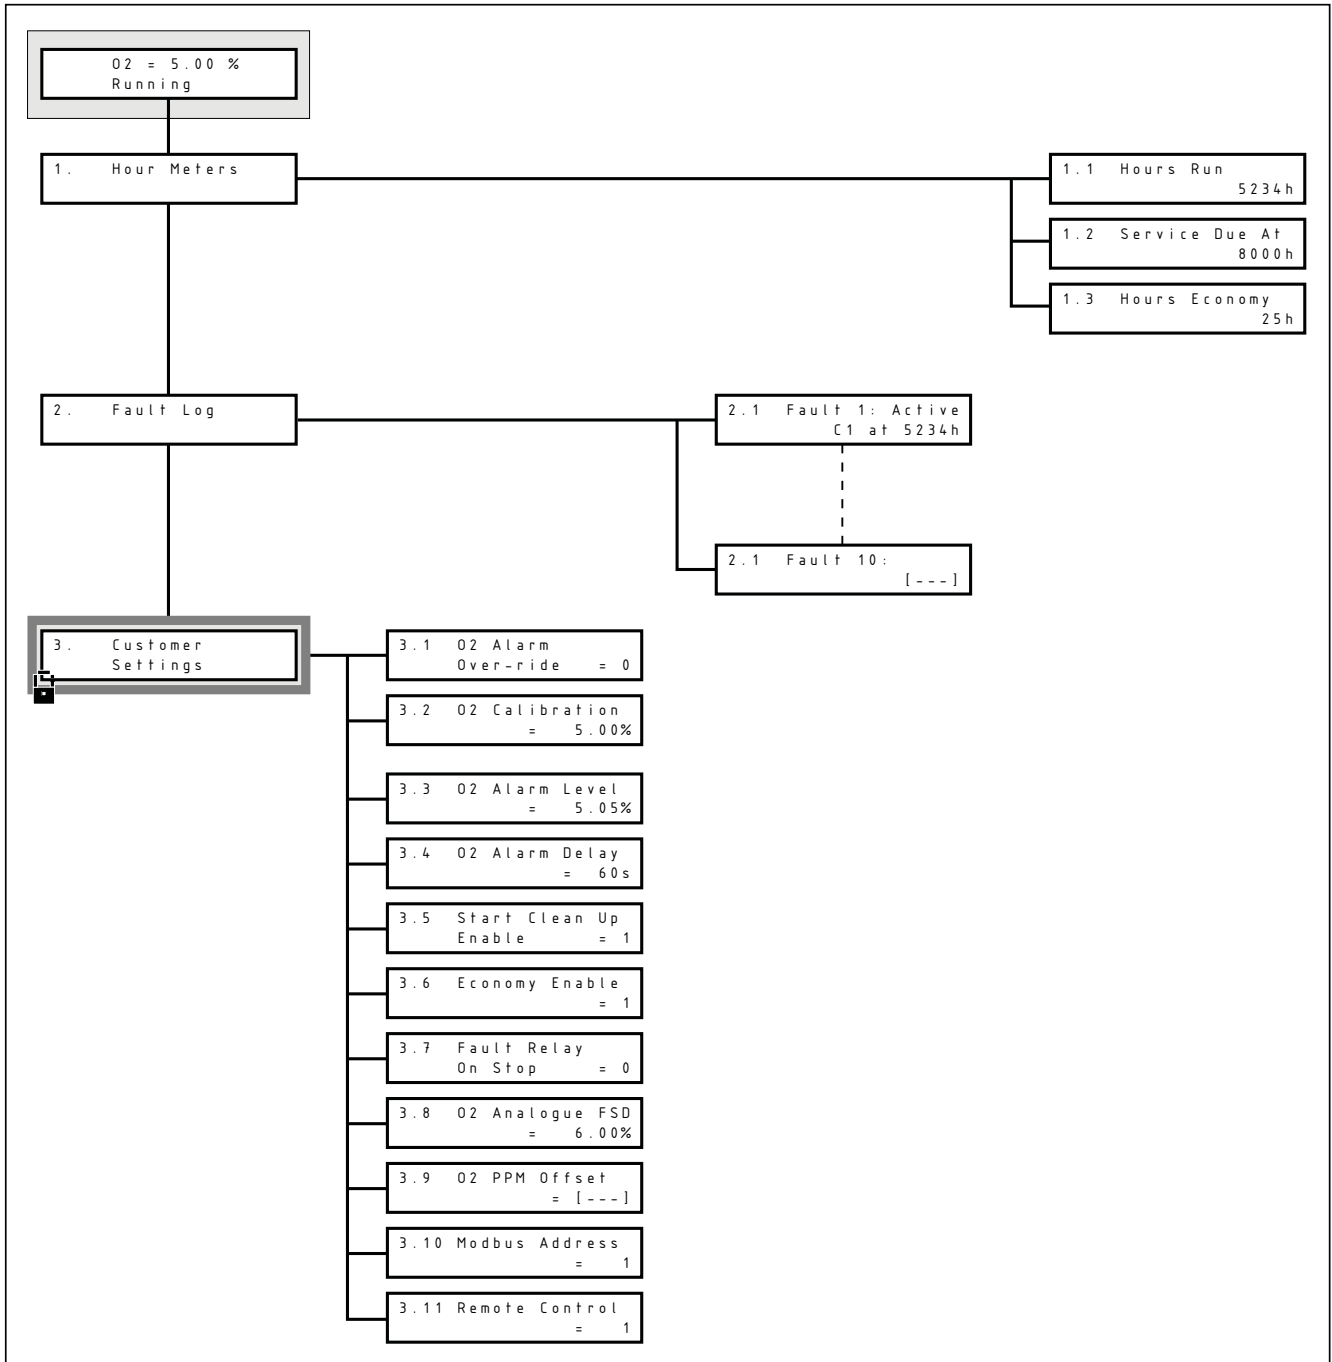 O2 = 5.00 %
Running
1. Hour Meters
1.1 Hours Run
5234h
1.2 Service Due At
8000h
1.3 Hours Economy
25h
2. Fault Log
2.1 Fault 1: Active
C1 at 5234h
2.1 Fault 10:
[---]
3. Customer
Settings
3.1 O2 Alarm
Over-ride = 0
3.2 O2 Calibration
= 5.00%
3.3 O2 Alarm Level
= 5.05%
3.4 O2 Alarm Delay
= 60s
3.5 Start Clean Up
Enable = 1
3.6 Economy Enable
= 1
3.7 Fault Relay
On Stop = 0
3.8 O2 Analogue FSD
= 6.00%
3.9 O2 PPM Offset
= [---]
3.10 Modbus Address
= 1
3.11 Remote Control
= 1